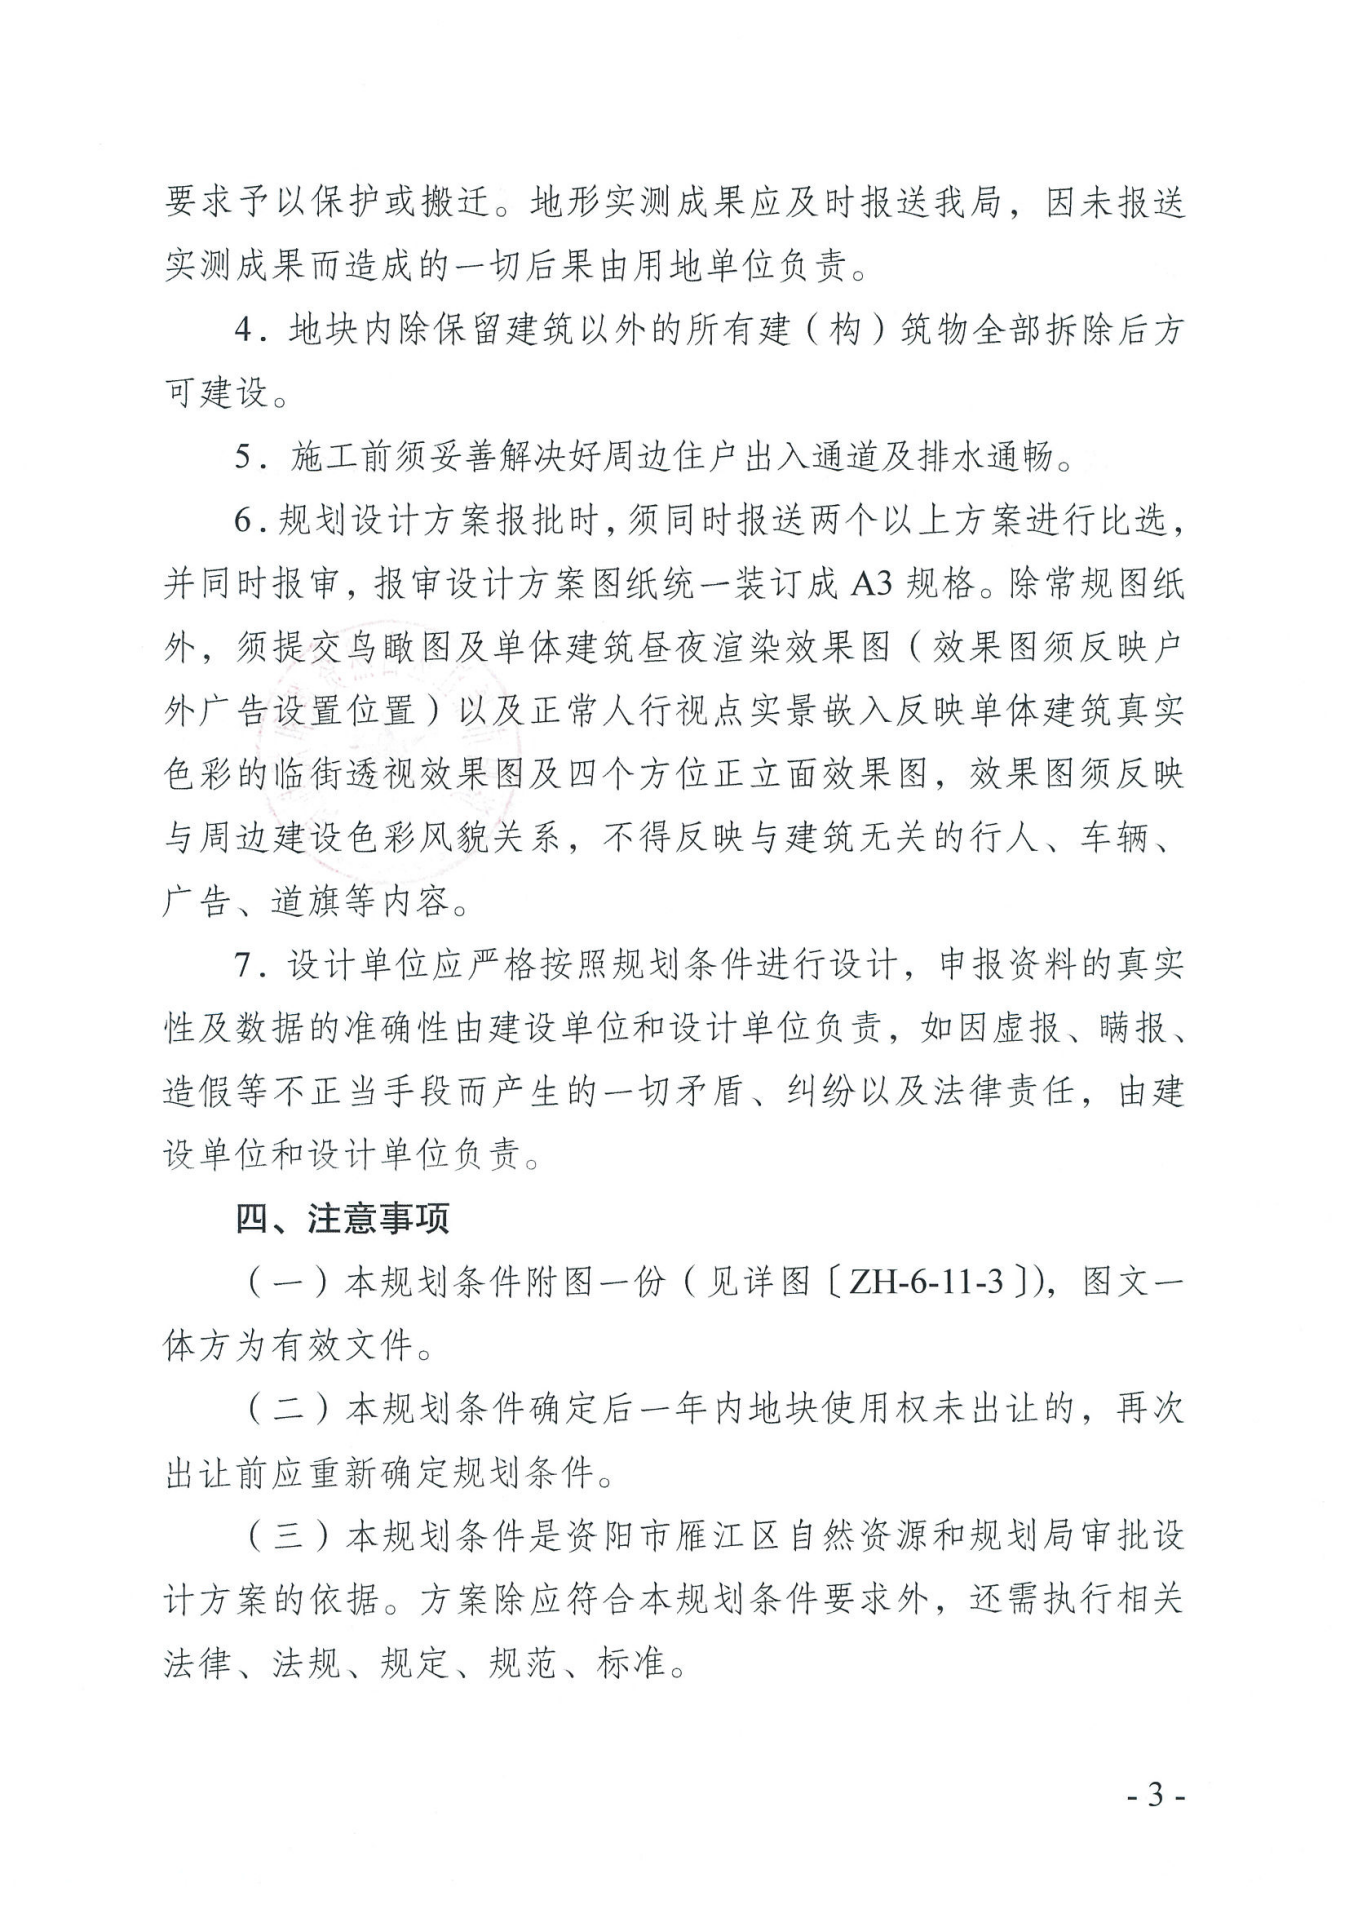 要求予以保护或搬迁。地形实测成果应及时报送我局，因未报送
实测成果而造成的一切后果由用地单位负责。
4. 地块内除保留建筑以外的所有建（构）筑物全部拆除后方
可建设。
5. 施工前须妥善解决好周边住户出入通道及排水通畅。
6.规划设计方案报批时,须同时报送两个以上方案进行比选，
并同时报审，报审设计方案图纸统一装订成 A3 规格。除常规图纸
外，须提交鸟瞰图及单体建筑昼夜渲染效果图（效果图须反映户
外广告设置位置）以及正常人行视点实景嵌入反映单体建筑真实
色彩的临街透视效果图及四个方位正立面效果图，效果图须反映
与周边建设色彩风貌关系，不得反映与建筑无关的行人、车辆、
广告、道旗等内容。
7. 设计单位应严格按照规划条件进行设计，申报资料的真实
性及数据的准确性由建设单位和设计单位负责，如因虚报、瞒报、
造假等不正当手段而产生的一切矛盾、纠纷以及法律责任，由建
设单位和设计单位负责。
四、注意事项
（一）本规划条件附图一份（见详图〔ZH-6-11-3〕），图文一
体方为有效文件。
（二）本规划条件确定后一年内地块使用权未出让的，再次
出让前应重新确定规划条件。
（三）本规划条件是资阳市雁江区自然资源和规划局审批设
计方案的依据。方案除应符合本规划条件要求外，还需执行相关
法律、法规、规定、规范、标准。
- 3 -